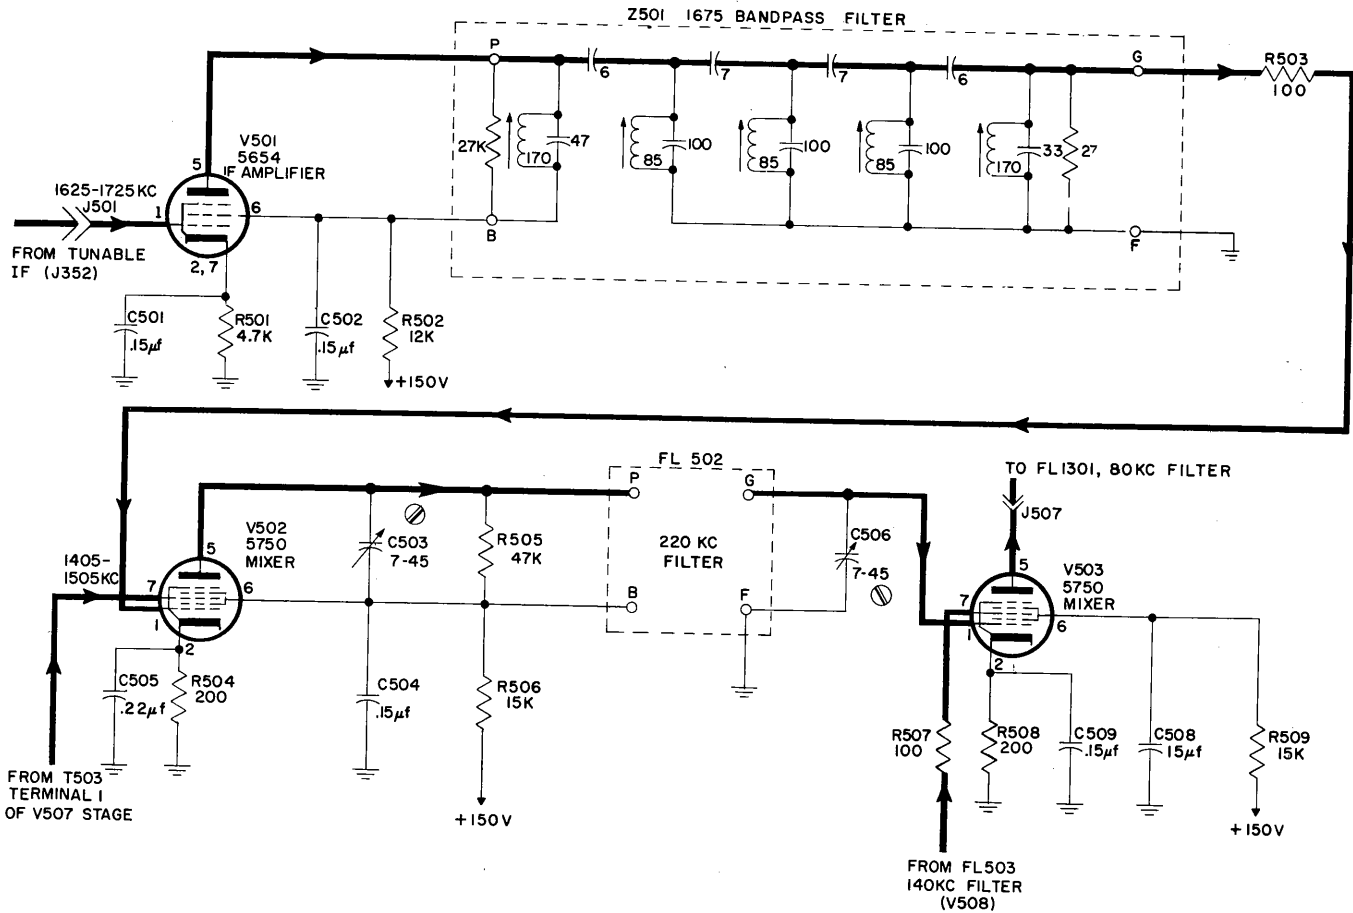 Z501 1675 BANDPASS FILTER
P
6
7
7
6
G
R503
100
27K
170
47
85
100
85
100
85
100
170
33
27
B
F
V501
5654
IF AMPLIFIER
5
1625-1725KC
J501
1
6
2,7
FROM TUNABLE
IF (J352)
C501
.15µf
R501
4.7K
C502
.15µf
R502
12K
+150V
FL 502
P
G
220 KC
FILTER
B
F
TO FL1301, 80KC FILTER
J507
V502
5750
MIXER
5
1405-
1505KC
7
1
6
2
C503
7-45
R505
47K
C506
7-45
V503
5750
MIXER
5
7
1
6
2
C505
.22µf
R504
200
C504
.15µf
R506
15K
+150V
FROM T503
TERMINAL 1
OF V507 STAGE
R507
100
R508
200
C509
.15µf
C508
.15µf
R509
15K
+150V
FROM FL503
140KC FILTER
(V508)